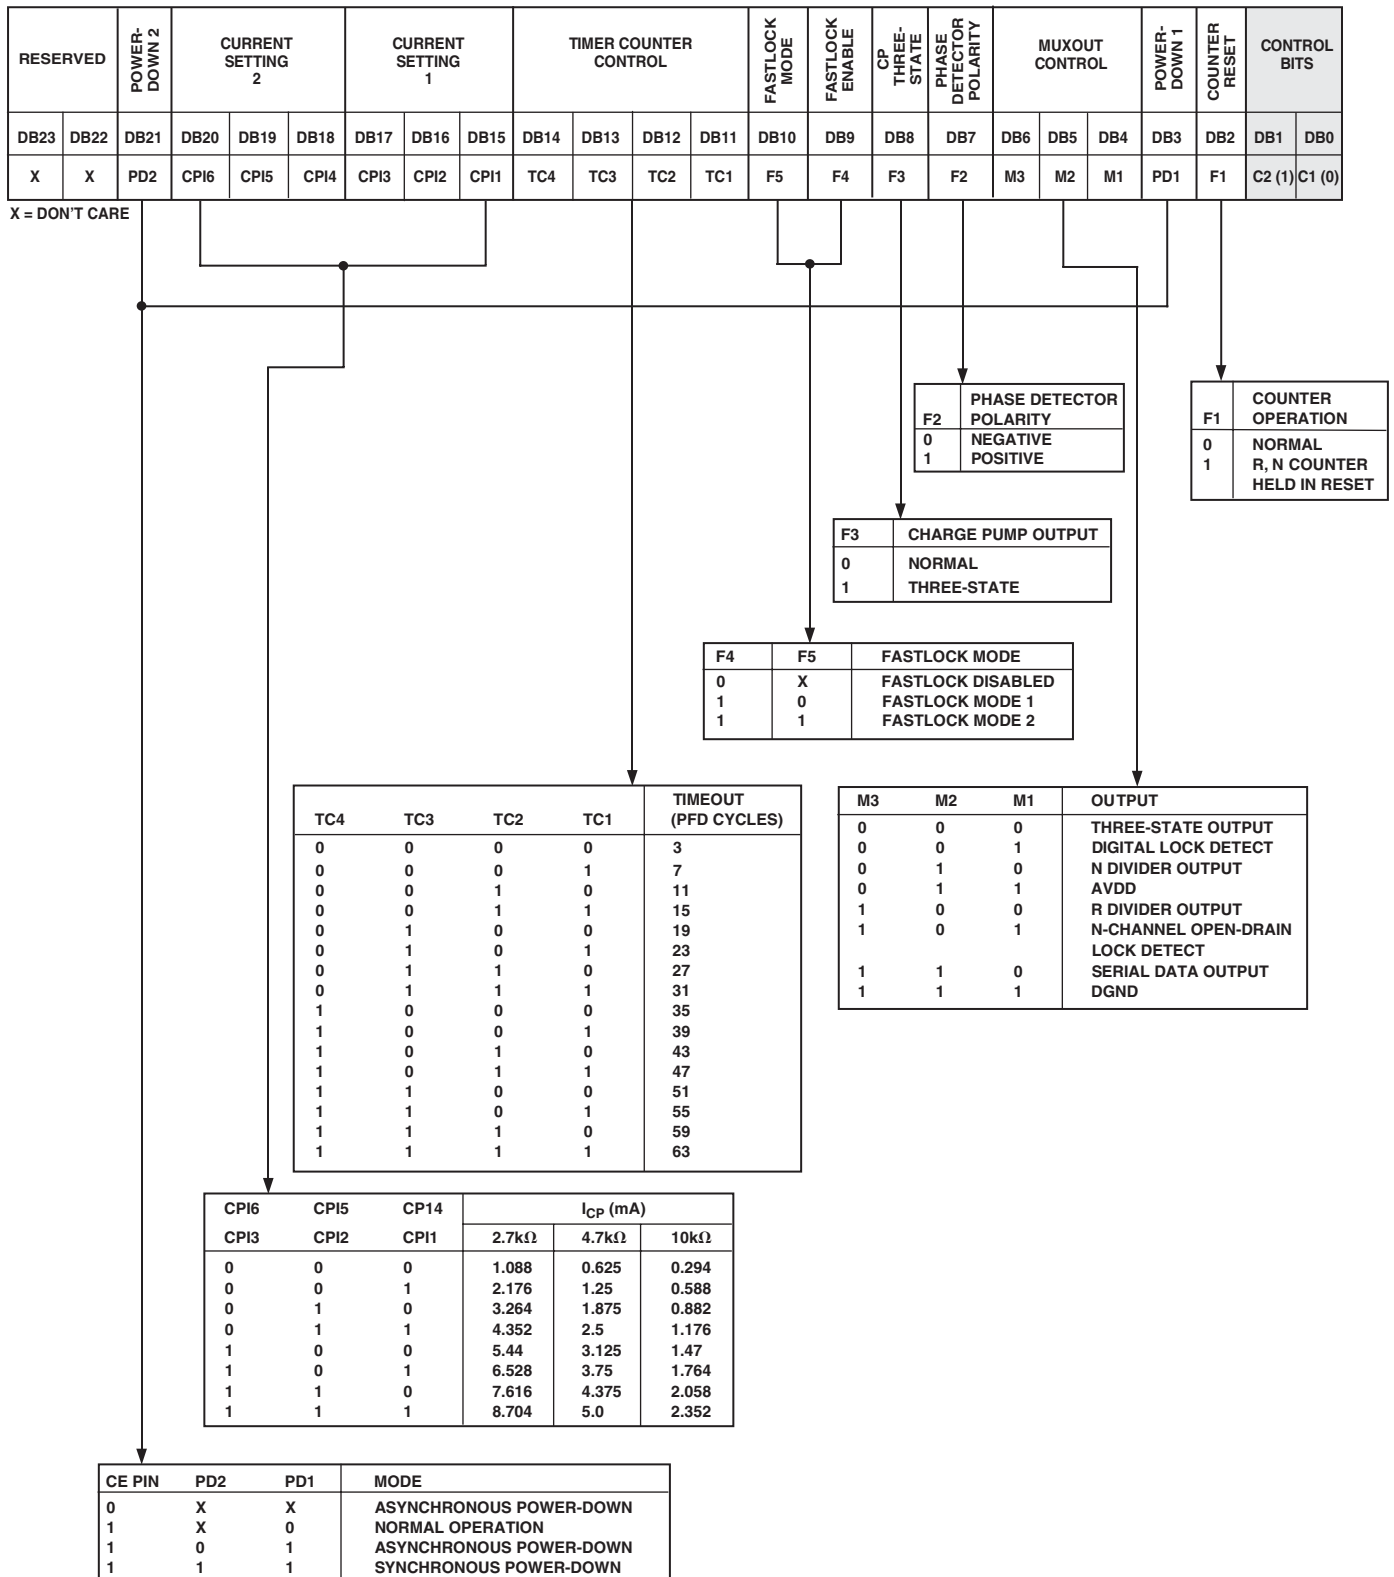 RESERVED POWER-DOWN 2 CURRENT SETTING 2 CURRENT SETTING 1 TIMER COUNTER CONTROL FASTLOCK MODE FASTLOCK ENABLE CP THREE-STATE PHASE DETECTOR POLARITY MUXOUT CONTROL POWER-DOWN 1 COUNTER RESET CONTROL BITS
DB23 DB22 DB21 DB20 DB19 DB18 DB17 DB16 DB15 DB14 DB13 DB12 DB11 DB10 DB9 DB8 DB7 DB6 DB5 DB4 DB3 DB2 DB1 DB0
X X PD2 CPI6 CPI5 CPI4 CPI3 CPI2 CPI1 TC4 TC3 TC2 TC1 F5 F4 F3 F2 M3 M2 M1 PD1 F1 C2 (1) C1 (0)
X = DON'T CARE
F2 PHASE DETECTOR POLARITY
0 NEGATIVE
1 POSITIVE
F1 COUNTER OPERATION
0 NORMAL
1 R, N COUNTER
HELD IN RESET
F3 CHARGE PUMP OUTPUT
0 NORMAL
1 THREE-STATE
F4 F5 FASTLOCK MODE
0 X FASTLOCK DISABLED
1 0 FASTLOCK MODE 1
1 1 FASTLOCK MODE 2
TC4 TC3 TC2 TC1 TIMEOUT (PFD CYCLES)
0 0 0 0 3
0 0 0 1 7
0 0 1 0 11
0 0 1 1 15
0 1 0 0 19
0 1 0 1 23
0 1 1 0 27
0 1 1 1 31
1 0 0 0 35
1 0 0 1 39
1 0 1 0 43
1 0 1 1 47
1 1 0 0 51
1 1 0 1 55
1 1 1 0 59
1 1 1 1 63
M3 M2 M1 OUTPUT
0 0 0 THREE-STATE OUTPUT
0 0 1 DIGITAL LOCK DETECT
0 1 0 N DIVIDER OUTPUT
0 1 1 AVDD
1 0 0 R DIVIDER OUTPUT
1 0 1 N-CHANNEL OPEN-DRAIN
LOCK DETECT
1 1 0 SERIAL DATA OUTPUT
1 1 1 DGND
CPI6 CPI5 CP14 ICP (mA)
CPI3 CPI2 CPI1 2.7kΩ 4.7kΩ 10kΩ
0 0 0 1.088 0.625 0.294
0 0 1 2.176 1.25 0.588
0 1 0 3.264 1.875 0.882
0 1 1 4.352 2.5 1.176
1 0 0 5.44 3.125 1.47
1 0 1 6.528 3.75 1.764
1 1 0 7.616 4.375 2.058
1 1 1 8.704 5.0 2.352
CE PIN PD2 PD1 MODE
0 X X ASYNCHRONOUS POWER-DOWN
1 X 0 NORMAL OPERATION
1 0 1 ASYNCHRONOUS POWER-DOWN
1 1 1 SYNCHRONOUS POWER-DOWN